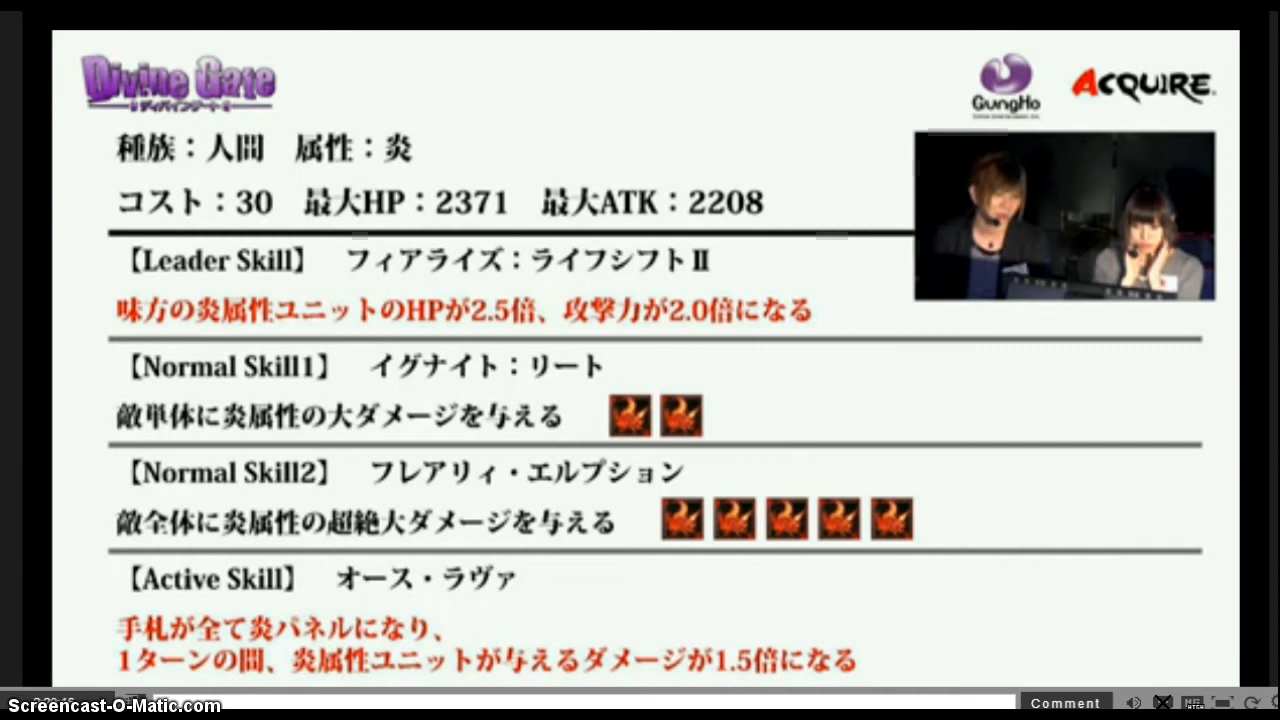 Divine Gate
ディバインゲート
GungHo
ACQUIRE
種族：人間　属性：炎
コスト：30　最大HP：2371　最大ATK：2208
【Leader Skill】　フィアライズ：ライフシフトⅡ
味方の炎属性ユニットのHPが2.5倍、攻撃力が2.0倍になる
【Normal Skill1】　イグナイト：リート
敵単体に炎属性の大ダメージを与える
【Normal Skill2】　フレアリィ・エルプション
敵全体に炎属性の超絶大ダメージを与える
【Active Skill】　オース・ラヴァ
手札が全て炎パネルになり、
1ターンの間、炎属性ユニットが与えるダメージが1.5倍になる
Screencast-O-Matic.com
Comment